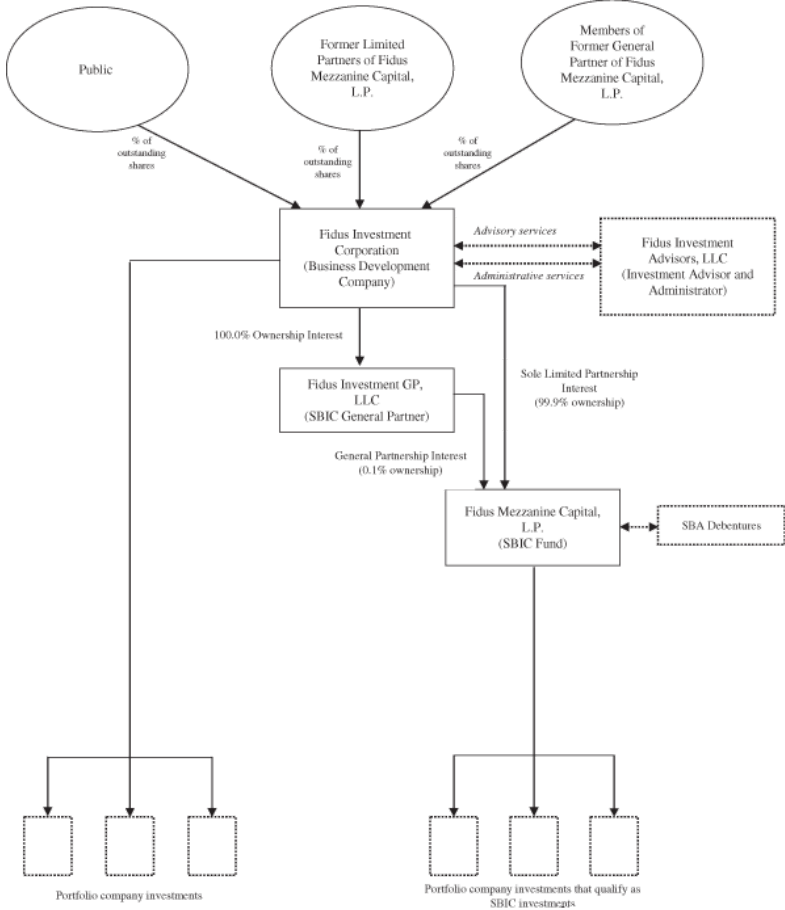 Public
Former Limited
Partners of Fidus
Mezzanine Capital,
L.P.
Members of
Former General
Partner of Fidus
Mezzanine Capital,
L.P.
% of
outstanding
shares
% of
outstanding
shares
% of
outstanding
shares
Fidus Investment
Corporation
(Business Development
Company)
Advisory services
Administrative services
Fidus Investment
Advisors, LLC
(Investment Advisor and
Administrator)
100.0% Ownership Interest
Fidus Investment GP,
LLC
(SBIC General Partner)
Sole Limited Partnership
Interest
(99.9% ownership)
General Partnership Interest
(0.1% ownership)
Fidus Mezzanine Capital,
L.P.
(SBIC Fund)
SBA Debentures
Portfolio company investments
Portfolio company investments that qualify as
SBIC investments